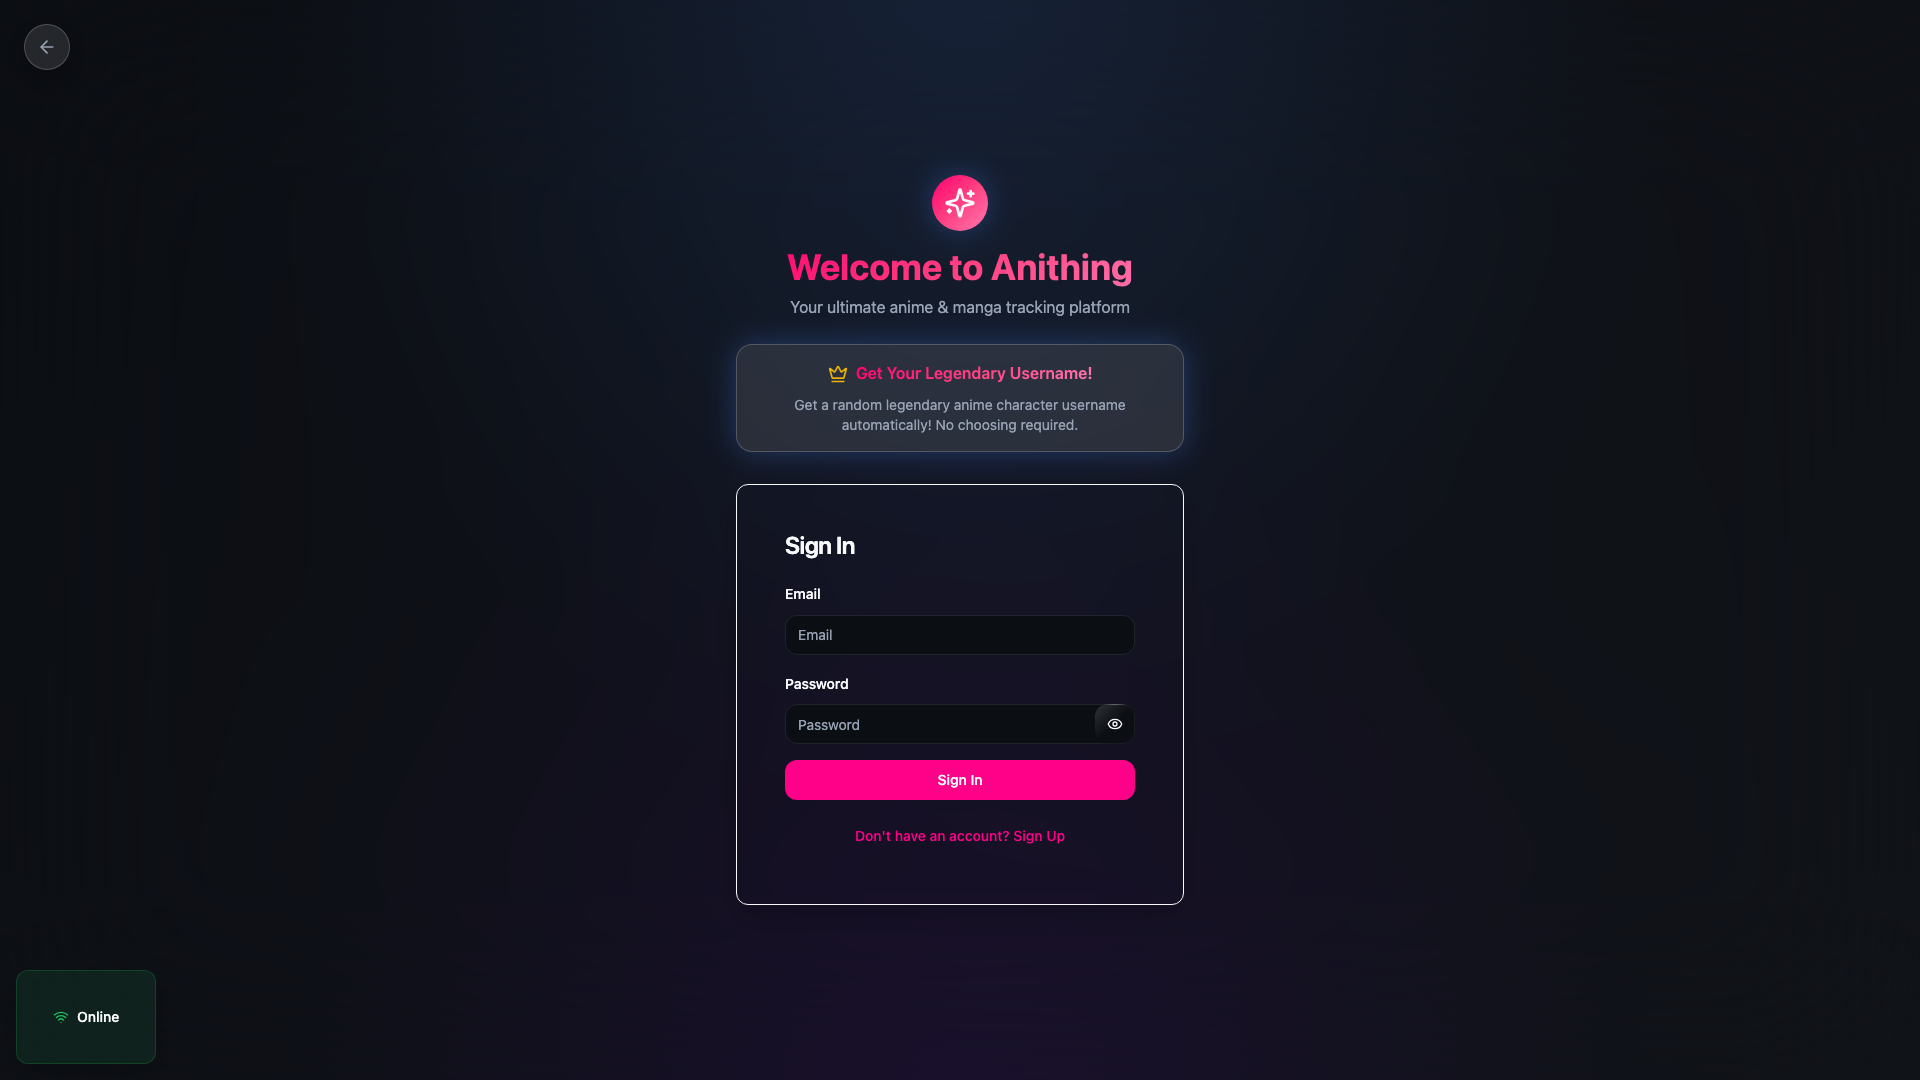 Welcome to Anithing
Your ultimate anime & manga tracking platform
Get Your Legendary Username!
Get a random legendary anime character username
automatically! No choosing required.
Sign In
Email
Email
Password
Password
Sign In
Don't have an account? Sign Up
Online